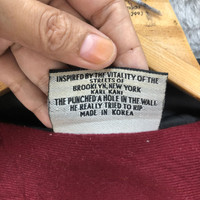 INSPIRED BY THE VITALITY OF THE
STREETS OF
BROOKLYN, NEW YORK
KARL KANI
THE PUNCHED A HOLE IN THE WALL
HE REALLY TRIED TO RIP
MADE IN KOREA